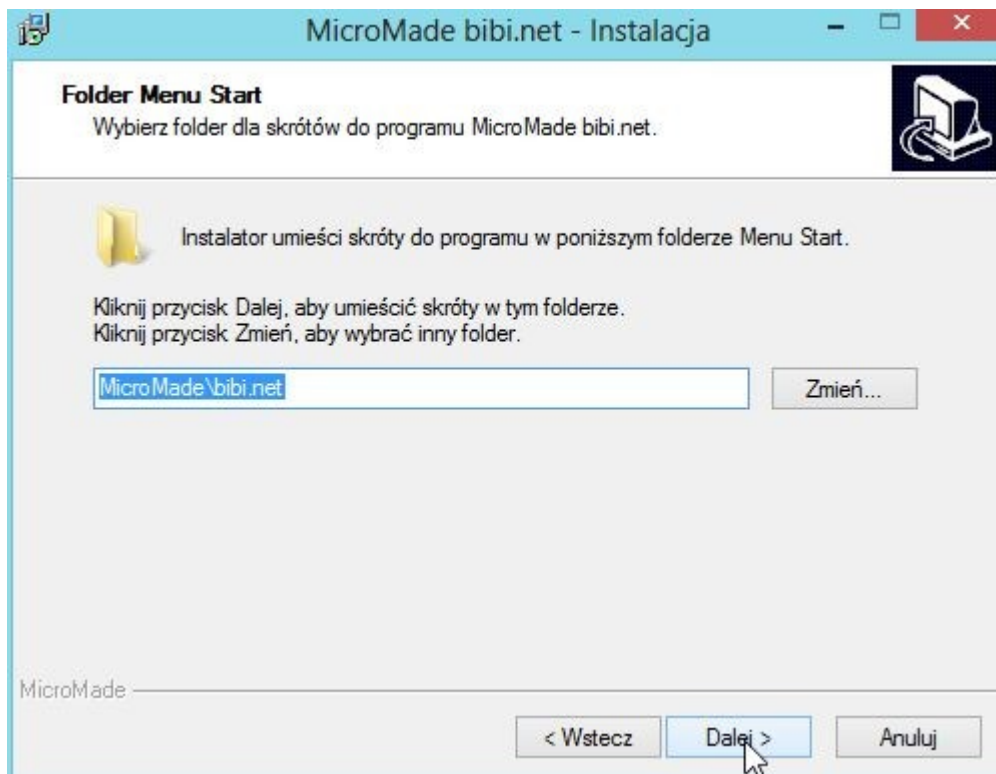 MicroMade bibi.net - Instalacja
Folder Menu Start
Wybierz folder dla skrótów do programu MicroMade bibi.net.
Instalator umieści skróty do programu w poniższym folderze Menu Start.
Kliknij przycisk Dalej, aby umieścić skróty w tym folderze.
Kliknij przycisk Zmień, aby wybrać inny folder.
MicroMade\bibi.net
Zmień...
MicroMade
< Wstecz
Dalej >
Anuluj